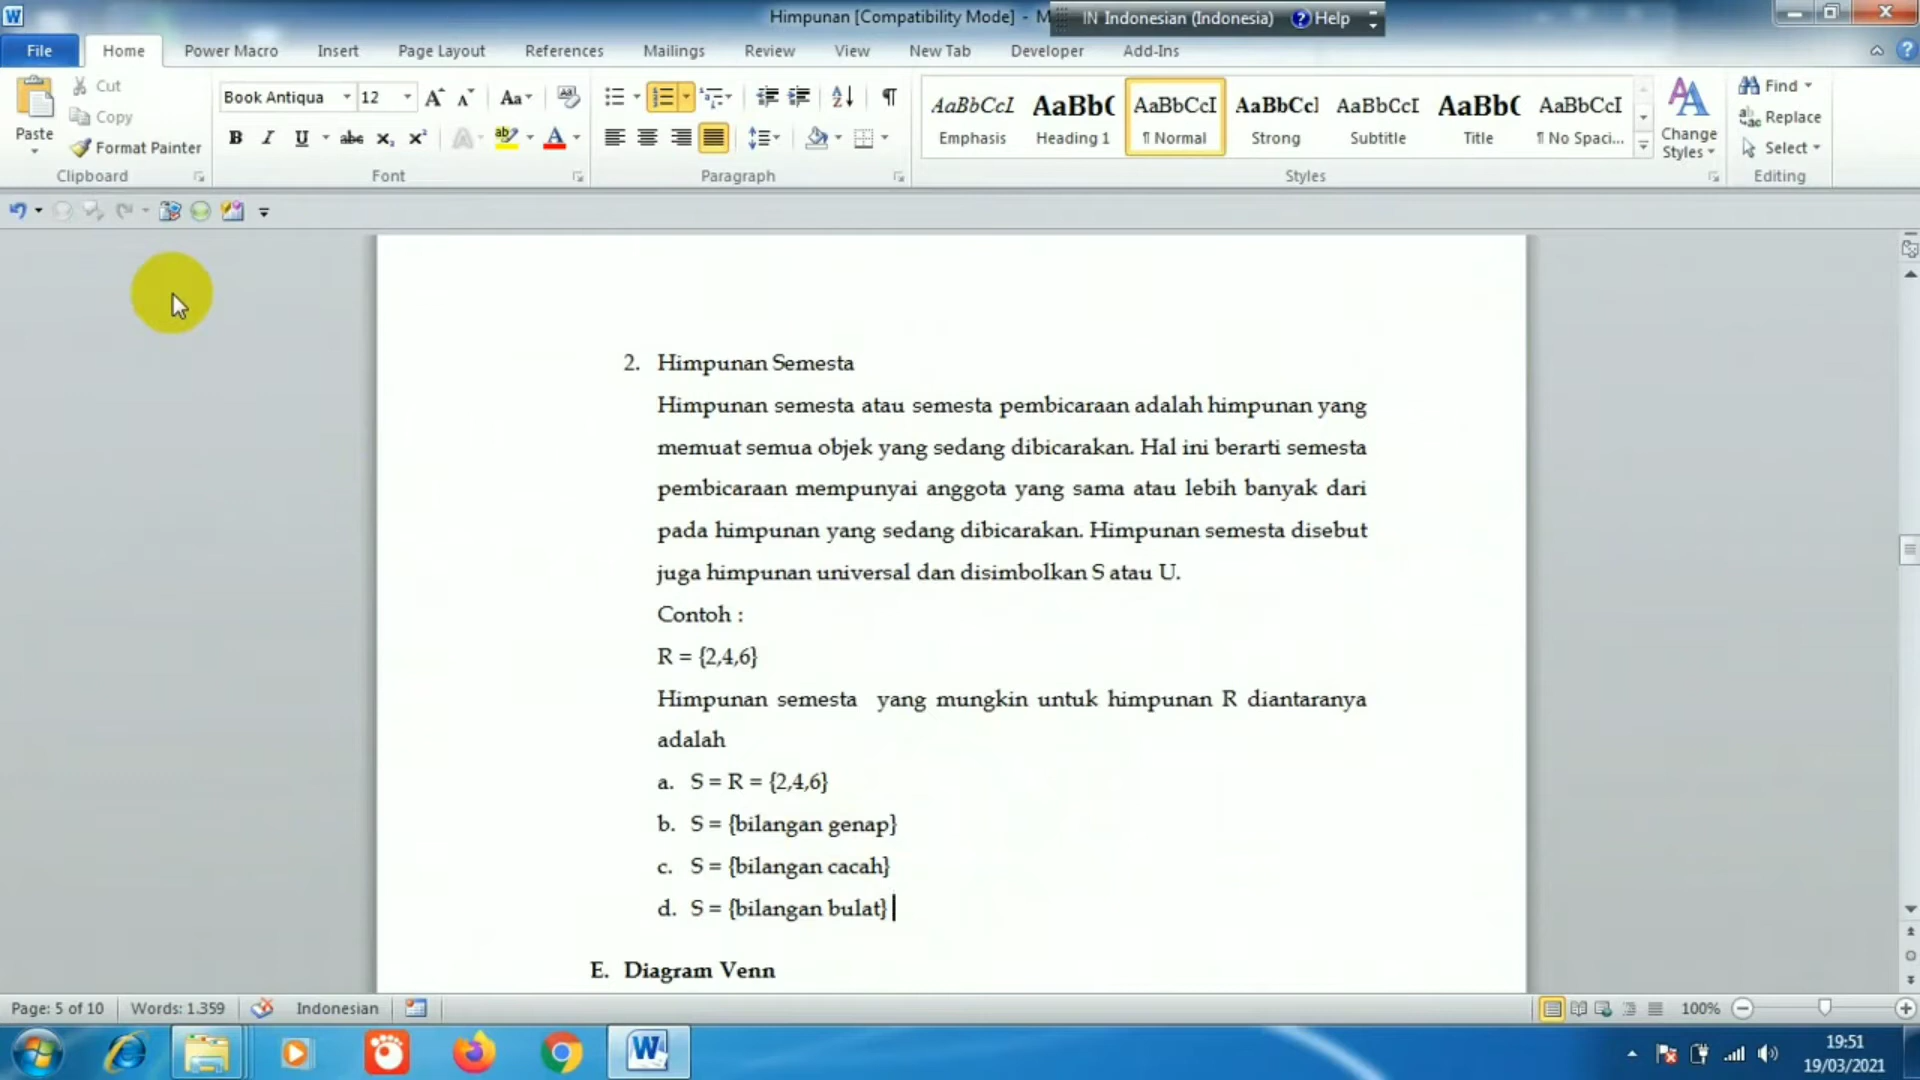 Himpunan [Compatibility Mode] - M
IN Indonesian (Indonesia) Help
File Home Power Macro Insert Page Layout References Mailings Review View New Tab Developer Add-Ins
Paste
Cut
Copy
Format Painter
Clipboard
Book Antiqua 12
Font
Paragraph
AaBbCcI AaBb( AaBbCcI AaBbCcl AaBbCcI AaBb( AaBbCcI
Emphasis Heading 1 ¶ Normal Strong Subtitle Title ¶ No Spaci...
Change
Styles
Styles
Find
Replace
Select
Editing
2. Himpunan Semesta
Himpunan semesta atau semesta pembicaraan adalah himpunan yang
memuat semua objek yang sedang dibicarakan. Hal ini berarti semesta
pembicaraan mempunyai anggota yang sama atau lebih banyak dari
pada himpunan yang sedang dibicarakan. Himpunan semesta disebut
juga himpunan universal dan disimbolkan S atau U.
Contoh :
R = {2,4,6}
Himpunan semesta yang mungkin untuk himpunan R diantaranya
adalah
a. S = R = {2,4,6}
b. S = {bilangan genap}
c. S = {bilangan cacah}
d. S = {bilangan bulat}
E. Diagram Venn
Page: 5 of 10 Words: 1.359 Indonesian 100%
19:51
19/03/2021